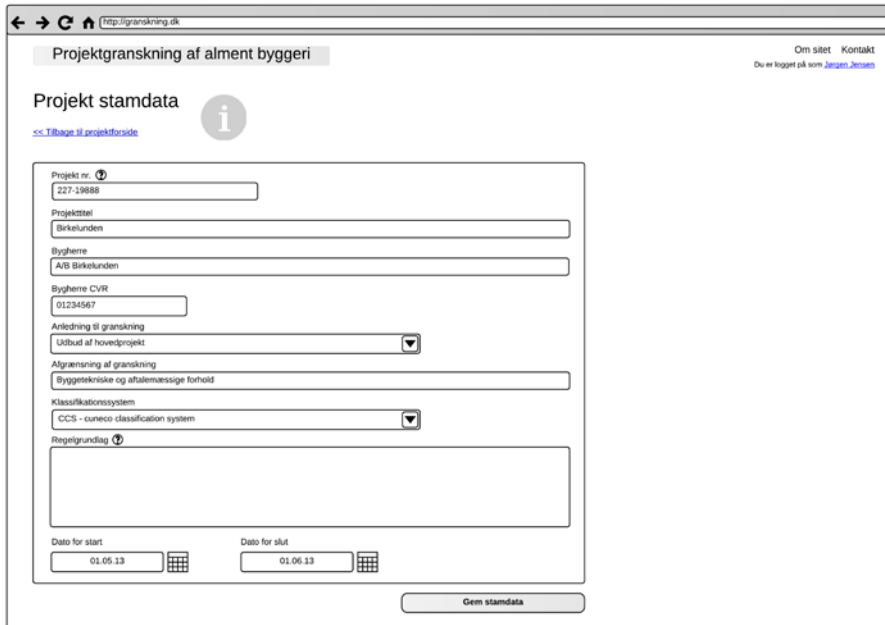 http://granskning.dk
Projektgranskning af alment byggeri
Om sitet Kontakt
Du er logget på som Jørgen Jensen
Projekt stamdata
<< Tilbage til projektforside
Projekt nr. ?
227-19888
Projekttitel
Birkelunden
Bygherre
A/B Birkelunden
Bygherre CVR
01234567
Anledning til granskning
Udbud af hovedprojekt
Afgrænsning af granskning
Byggetekniske og aftalemæssige forhold
Klassifikationssystem
CCS - cuneco classification system
Regelgrundlag ?
Dato for start Dato for slut
01.05.13 01.06.13
Gem stamdata